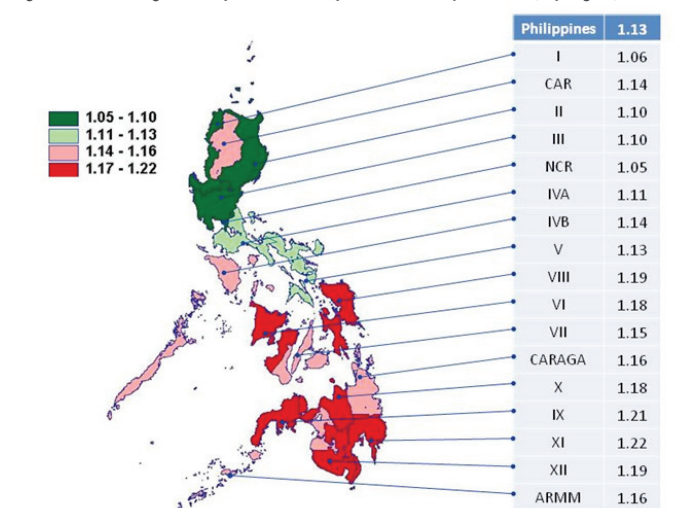 Philippines 1.13
I 1.06
CAR 1.14
II 1.10
III 1.10
NCR 1.05
IVA 1.11
IVB 1.14
V 1.13
VIII 1.19
VI 1.18
VII 1.15
CARAGA 1.16
X 1.18
IX 1.21
XI 1.22
XII 1.19
ARMM 1.16
1.05 - 1.10
1.11 - 1.13
1.14 - 1.16
1.17 - 1.22